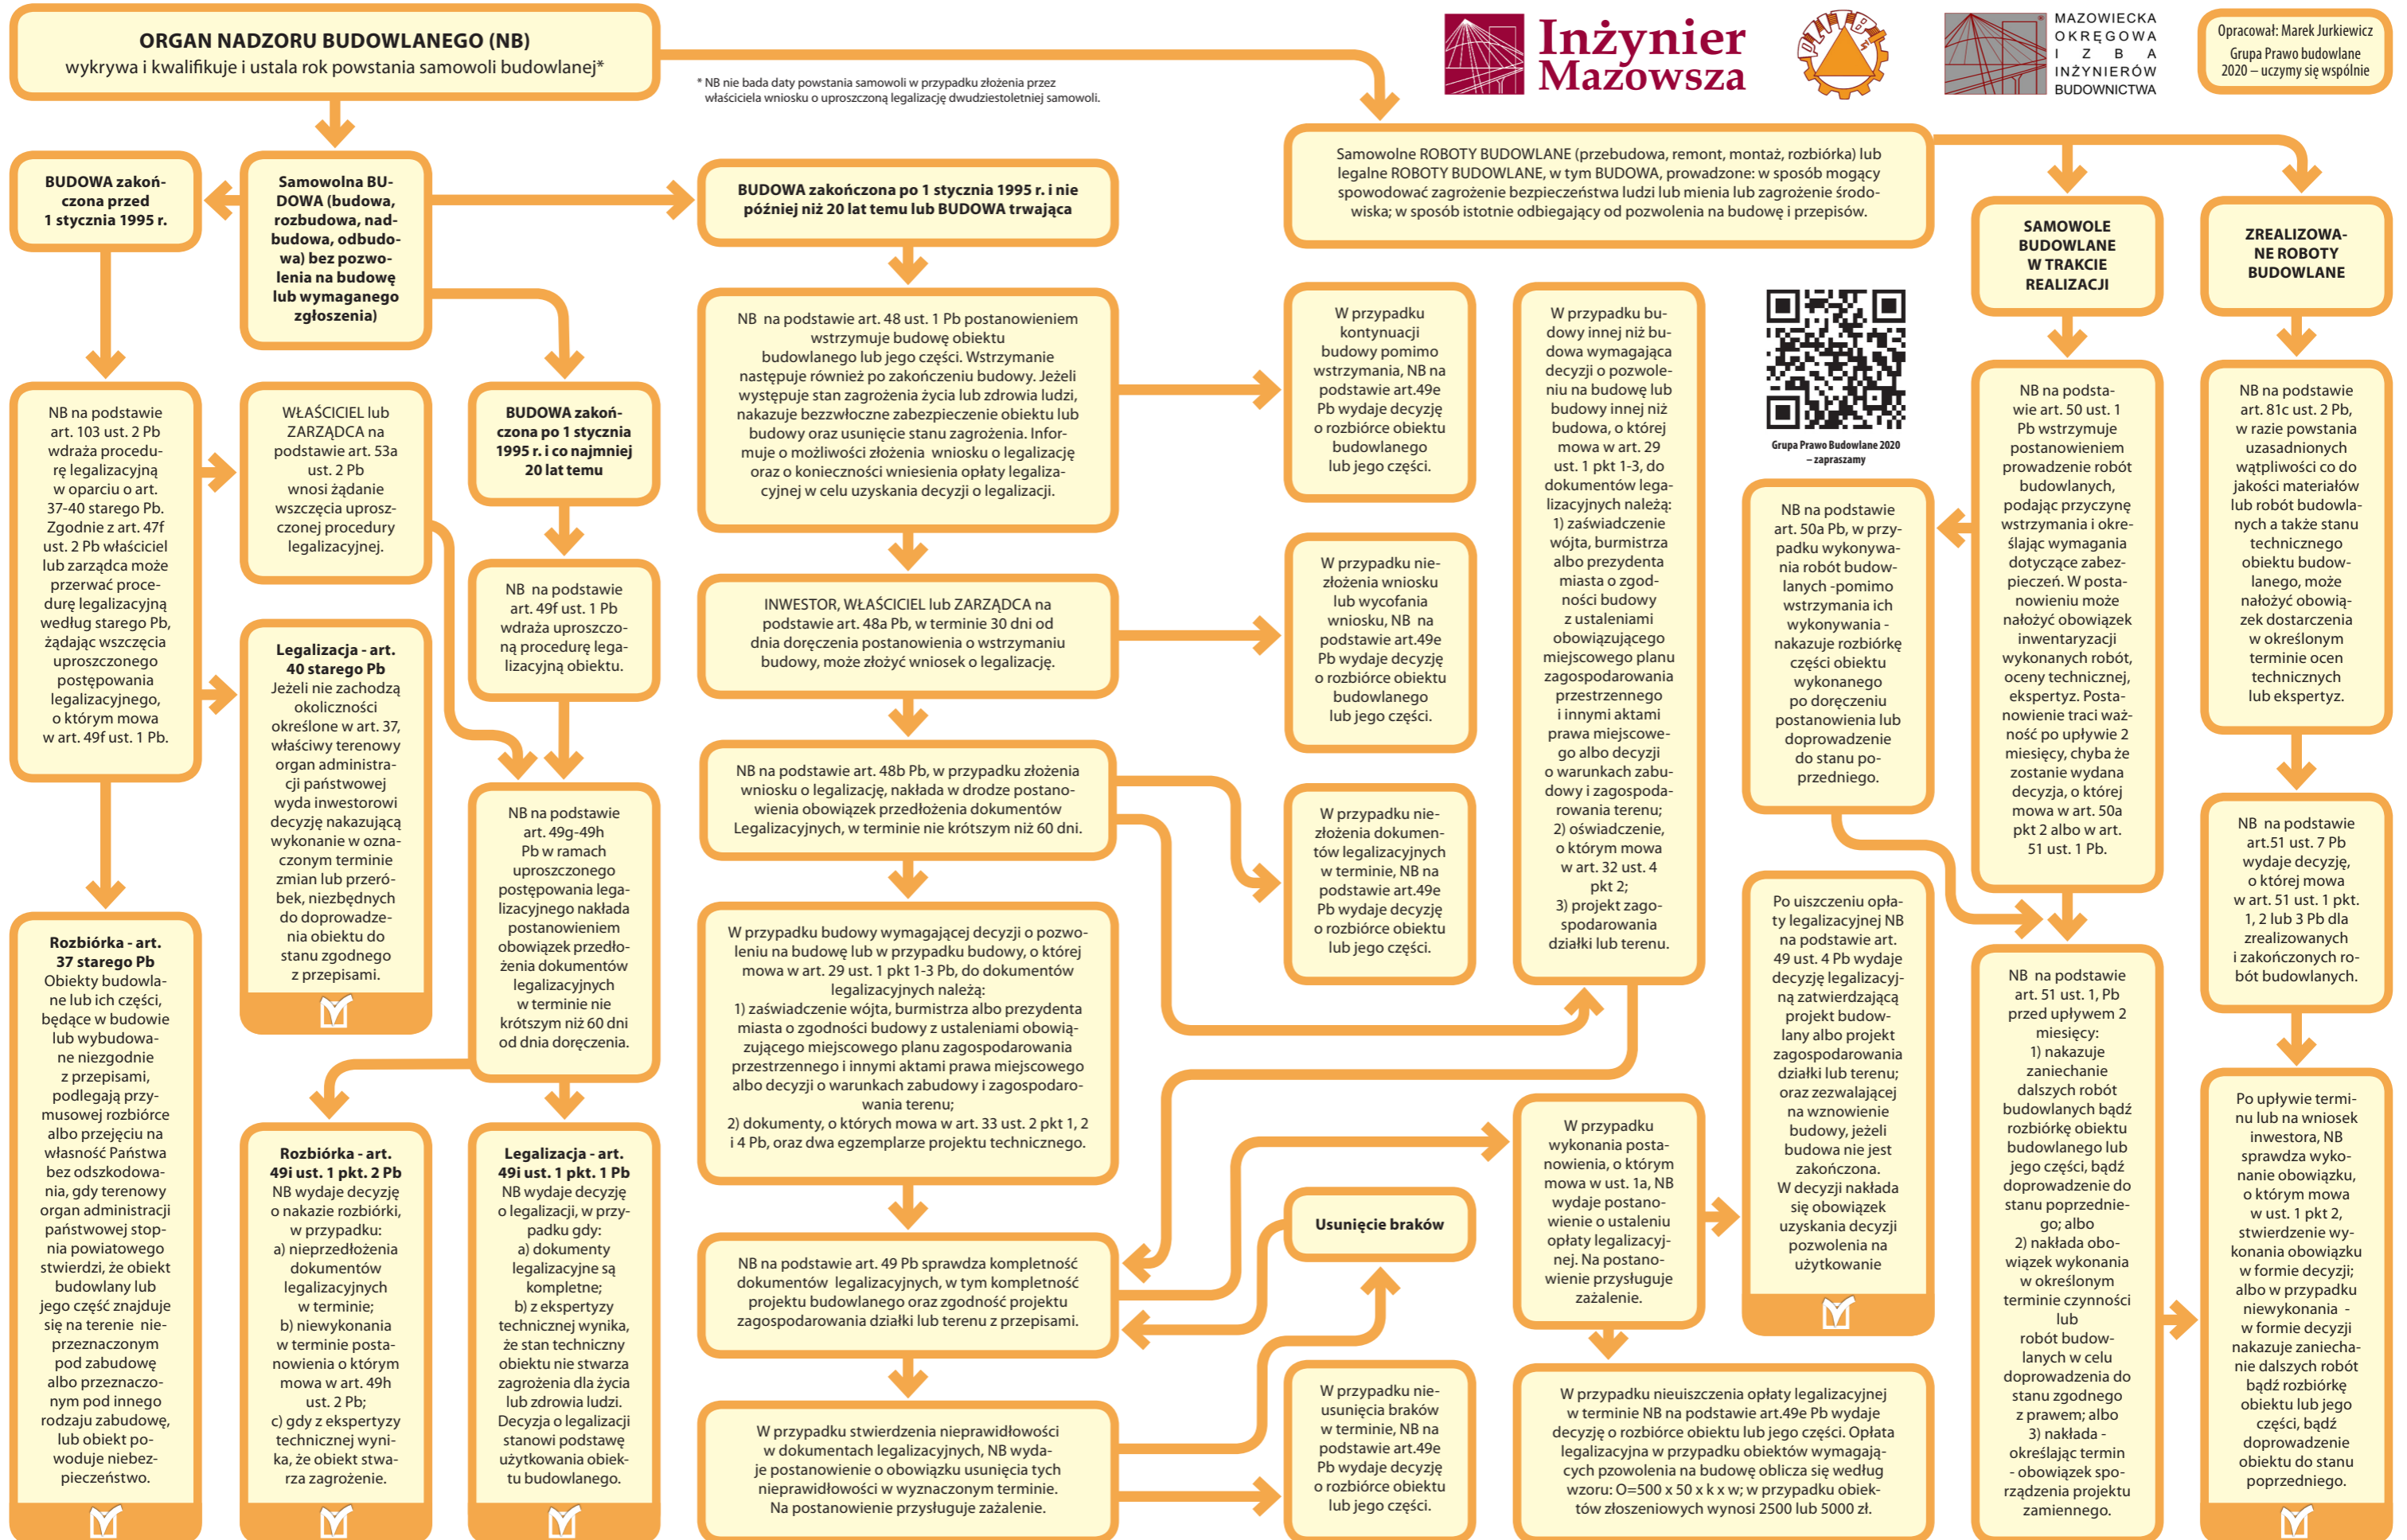 ORGAN NADZORU BUDOWLANEGO (NB)
wykrywa i kwalifikuje i ustala rok powstania samowoli budowlanej*
* NB nie bada daty powstania samowoli w przypadku złożenia przez
właściciela wniosku o uproszczoną legalizację dwudziestoletniej samowoli.
Inżynier
Mazowsza
PZITB
MAZOWIECKA
OKRĘGOWA
IZBA
INŻYNIERÓW
BUDOWNICTWA
Opracował: Marek Jurkiewicz
Grupa Prawo budowlane
2020 – uczymy się wspólnie
BUDOWA zakoń-
czona przed
1 stycznia 1995 r.
Samowolna BU-
DOWA (budowa,
rozbudowa, nad-
budowa, odbudo-
wa) bez pozwo-
lenia na budowę
lub wymaganego
zgłoszenia)
BUDOWA zakończona po 1 stycznia 1995 r. i nie
później niż 20 lat temu lub BUDOWA trwająca
Samowolne ROBOTY BUDOWLANE (przebudowa, remont, montaż, rozbiórka) lub
legalne ROBOTY BUDOWLANE, w tym BUDOWA, prowadzone: w sposób mogący
spowodować zagrożenie bezpieczeństwa ludzi lub mienia lub zagrożenie środo-
wiska; w sposób istotnie odbiegający od pozwolenia na budowę i przepisów.
SAMOWOLE
BUDOWLANE
W TRAKCIE
REALIZACJI
ZREALIZOWA-
NE ROBOTY
BUDOWLANE
NB na podstawie
art. 103 ust. 2 Pb
wdraża procedu-
rę legalizacyjną
w oparciu o art.
37-40 starego Pb.
Zgodnie z art. 47f
ust. 2 Pb właściciel
lub zarządca może
przerwać proce-
durę legalizacyjną
według starego Pb,
żądając wszczęcia
uproszczonego
postępowania
legalizacyjnego,
o którym mowa
w art. 49f ust. 1 Pb.
WŁAŚCICIEL lub
ZARZĄDCA na
podstawie art. 53a
ust. 2 Pb
wnosi żądanie
wszczęcia uprosz-
czonej procedury
legalizacyjnej.
BUDOWA zakoń-
czona po 1 stycznia
1995 r. i co najmniej
20 lat temu
NB na podstawie
art. 49f ust. 1 Pb
wdraża uproszczo-
ną procedurę lega-
lizacyjną obiektu.
Legalizacja - art.
40 starego Pb
Jeżeli nie zachodzą
okoliczności
określone w art. 37,
właściwy terenowy
organ administra-
cji państwowej
wyda inwestorowi
decyzję nakazującą
wykonanie w ozna-
czonym terminie
zmian lub przeró-
bek, niezbędnych
do doprowadze-
nia obiektu do
stanu zgodnego
z przepisami.
NB na podstawie
art. 49g-49h
Pb w ramach
uproszczonego
postępowania lega-
lizacyjnego nakłada
postanowieniem
obowiązek przedło-
żenia dokumentów
legalizacyjnych
w terminie nie
krótszym niż 60 dni
od dnia doręczenia.
Rozbiórka - art.
37 starego Pb
Obiekty budowla-
ne lub ich części,
będące w budowie
lub wybudowa-
ne niezgodnie
z przepisami,
podlegają przy-
musowej rozbiórce
albo przejęciu na
własność Państwa
bez odszkodowa-
nia, gdy terenowy
organ administracji
państwowej stop-
nia powiatowego
stwierdzi, że obiekt
budowlany lub
jego część znajduje
się na terenie nie-
przeznaczonym
pod zabudowę
albo przeznaczo-
nym pod innego
rodzaju zabudowę,
lub obiekt po-
woduje niebez-
pieczeństwo.
Rozbiórka - art.
49i ust. 1 pkt. 2 Pb
NB wydaje decyzję
o nakazie rozbiórki,
w przypadku:
a) nieprzedłożenia
dokumentów
legalizacyjnych
w terminie;
b) niewykonania
w terminie posta-
nowienia o którym
mowa w art. 49h
ust. 2 Pb;
c) gdy z ekspertyzy
technicznej wyni-
ka, że obiekt stwa-
rza zagrożenie.
Legalizacja - art.
49i ust. 1 pkt. 1 Pb
NB wydaje decyzję
o legalizacji, w przy-
padku gdy:
a) dokumenty
legalizacyjne są
kompletne;
b) z ekspertyzy
technicznej wynika,
że stan techniczny
obiektu nie stwarza
zagrożenia dla życia
lub zdrowia ludzi.
Decyzja o legalizacji
stanowi podstawę
użytkowania obiek-
tu budowlanego.
NB na podstawie art. 48 ust. 1 Pb postanowieniem
wstrzymuje budowę obiektu
budowlanego lub jego części. Wstrzymanie
następuje również po zakończeniu budowy. Jeżeli
występuje stan zagrożenia życia lub zdrowia ludzi,
nakazuje bezzwłoczne zabezpieczenie obiektu lub
budowy oraz usunięcie stanu zagrożenia. Infor-
muje o możliwości złożenia wniosku o legalizację
oraz o konieczności wniesienia opłaty legaliza-
cyjnej w celu uzyskania decyzji o legalizacji.
INWESTOR, WŁAŚCICIEL lub ZARZĄDCA na
podstawie art. 48a Pb, w terminie 30 dni od
dnia doręczenia postanowienia o wstrzymaniu
budowy, może złożyć wniosek o legalizację.
NB na podstawie art. 48b Pb, w przypadku złożenia
wniosku o legalizację, nakłada w drodze postano-
wienia obowiązek przedłożenia dokumentów
Legalizacyjnych, w terminie nie krótszym niż 60 dni.
W przypadku budowy wymagającej decyzji o pozwo-
leniu na budowę lub w przypadku budowy, o której
mowa w art. 29 ust. 1 pkt 1-3 Pb, do dokumentów
legalizacyjnych należą:
1) zaświadczenie wójta, burmistrza albo prezydenta
miasta o zgodności budowy z ustaleniami obowią-
zującego miejscowego planu zagospodarowania
przestrzennego i innymi aktami prawa miejscowego
albo decyzji o warunkach zabudowy i zagospodaro-
wania terenu;
2) dokumenty, o których mowa w art. 33 ust. 2 pkt 1, 2
i 4 Pb, oraz dwa egzemplarze projektu technicznego.
NB na podstawie art. 49 Pb sprawdza kompletność
dokumentów legalizacyjnych, w tym kompletność
projektu budowlanego oraz zgodność projektu
zagospodarowania działki lub terenu z przepisami.
W przypadku stwierdzenia nieprawidłowości
w dokumentach legalizacyjnych, NB wyda-
je postanowienie o obowiązku usunięcia tych
nieprawidłowości w wyznaczonym terminie.
Na postanowienie przysługuje zażalenie.
W przypadku
kontynuacji
budowy pomimo
wstrzymania, NB na
podstawie art.49e
Pb wydaje decyzję
o rozbiórce obiektu
budowlanego
lub jego części.
W przypadku nie-
złożenia wniosku
lub wycofania
wniosku, NB na
podstawie art.49e
Pb wydaje decyzję
o rozbiórce obiektu
budowlanego
lub jego części.
W przypadku nie-
złożenia dokumen-
tów legalizacyjnych
w terminie, NB na
podstawie art.49e
Pb wydaje decyzję
o rozbiórce obiektu
lub jego części.
Usunięcie braków
W przypadku nie-
usunięcia braków
w terminie, NB na
podstawie art.49e
Pb wydaje decyzję
o rozbiórce obiektu
lub jego części.
W przypadku bu-
dowy innej niż bu-
dowa wymagająca
decyzji o pozwole-
niu na budowę lub
budowy innej niż
budowa, o której
mowa w art. 29
ust. 1 pkt 1-3, do
dokumentów lega-
lizacyjnych należą:
1) zaświadczenie
wójta, burmistrza
albo prezydenta
miasta o zgod-
ności budowy
z ustaleniami
obowiązującego
miejscowego planu
zagospodarowania
przestrzennego
i innymi aktami
prawa miejscowe-
go albo decyzji
o warunkach zabu-
dowy i zagospoda-
rowania terenu;
2) oświadczenie,
o którym mowa
w art. 32 ust. 4
pkt 2;
3) projekt zago-
spodarowania
działki lub terenu.
W przypadku
wykonania posta-
nowienia, o którym
mowa w ust. 1a, NB
wydaje postano-
wienie o ustaleniu
opłaty legalizacyj-
nej. Na postano-
wienie przysługuje
zażalenie.
W przypadku nieuiszczenia opłaty legalizacyjnej
w terminie NB na podstawie art.49e Pb wydaje
decyzję o rozbiórce obiektu lub jego części. Opłata
legalizacyjna w przypadku obiektów wymagają-
cych pzowolenia na budowę oblicza się według
wzoru: O=500 x 50 x k x w; w przypadku obiek-
tów złoszeniowych wynosi 2500 lub 5000 zł.
Grupa Prawo Budowlane 2020
– zapraszamy
NB na podstawie
art. 50a Pb, w przy-
padku wykonywa-
nia robót budow-
lanych -pomimo
wstrzymania ich
wykonywania -
nakazuje rozbiórkę
części obiektu
wykonanego
po doręczeniu
postanowienia lub
doprowadzenie
do stanu po-
przedniego.
Po uiszczeniu opła-
ty legalizacyjnej NB
na podstawie art.
49 ust. 4 Pb wydaje
decyzję legalizacyj-
ną zatwierdzającą
projekt budow-
lany albo projekt
zagospodarowania
działki lub terenu;
oraz zezwalającej
na wznowienie
budowy, jeżeli
budowa nie jest
zakończona.
W decyzji nakłada
się obowiązek
uzyskania decyzji
pozwolenia na
użytkowanie
NB na podsta-
wie art. 50 ust. 1
Pb wstrzymuje
postanowieniem
prowadzenie robót
budowlanych,
podając przyczynę
wstrzymania i okre-
ślając wymagania
dotyczące zabez-
pieczeń. W posta-
nowieniu może
nałożyć obowiązek
inwentaryzacji
wykonanych robót,
oceny technicznej,
ekspertyz. Posta-
nowienie traci waż-
ność po upływie 2
miesięcy, chyba że
zostanie wydana
decyzja, o której
mowa w art. 50a
pkt 2 albo w art.
51 ust. 1 Pb.
NB na podstawie
art. 51 ust. 1, Pb
przed upływem 2
miesięcy:
1) nakazuje
zaniechanie
dalszych robót
budowlanych bądź
rozbiórkę obiektu
budowlanego lub
jego części, bądź
doprowadzenie do
stanu poprzednie-
go; albo
2) nakłada obo-
wiązek wykonania
w określonym
terminie czynności
lub
robót budow-
lanych w celu
doprowadzenia do
stanu zgodnego
z prawem; albo
3) nakłada -
określając termin
- obowiązek spo-
rządzenia projektu
zamiennego.
NB na podstawie
art. 81c ust. 2 Pb,
w razie powstania
uzasadnionych
wątpliwości co do
jakości materiałów
lub robót budowla-
nych a także stanu
technicznego
obiektu budow-
lanego, może
nałożyć obowią-
zek dostarczenia
w określonym
terminie ocen
technicznych
lub ekspertyz.
NB na podstawie
art.51 ust. 7 Pb
wydaje decyzję,
o której mowa
w art. 51 ust. 1 pkt.
1, 2 lub 3 Pb dla
zrealizowanych
i zakończonych ro-
bót budowlanych.
Po upływie termi-
nu lub na wniosek
inwestora, NB
sprawdza wyko-
nanie obowiązku,
o którym mowa
w ust. 1 pkt 2,
stwierdzenie wy-
konania obowiązku
w formie decyzji;
albo w przypadku
niewykonania -
w formie decyzji
nakazuje zaniecha-
nie dalszych robót
bądź rozbiórkę
obiektu lub jego
części, bądź
doprowadzenie
obiektu do stanu
poprzedniego.